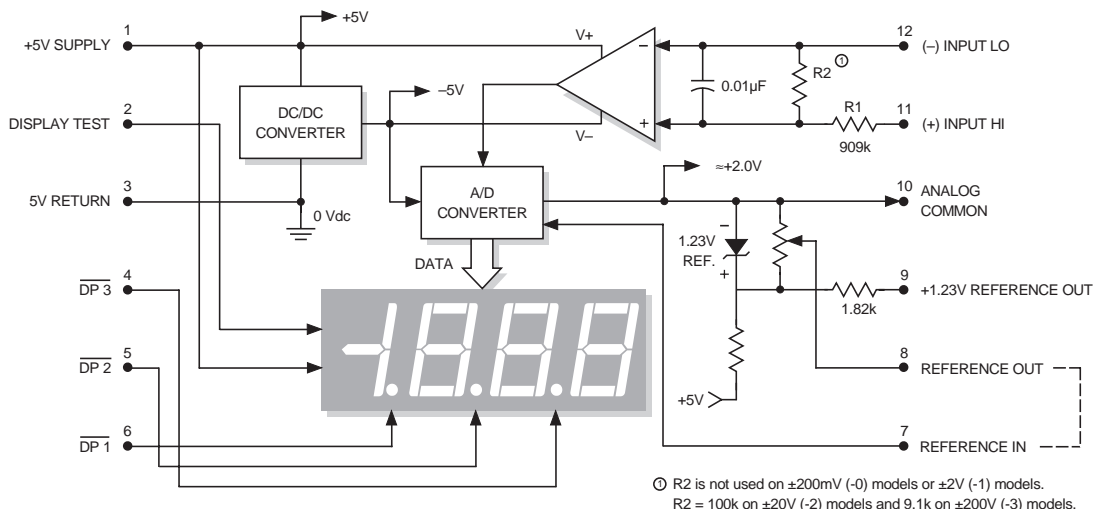 +5V SUPPLY 1
+5V
V+
12 (–) INPUT LO
–
R2 ①
0.01µF
–5V
DC/DC
CONVERTER
2
DISPLAY TEST
V–
+
R1
909k
11 (+) INPUT HI
≈+2.0V
3
5V RETURN
0 Vdc
A/D
CONVERTER
10 ANALOG
COMMON
–
1.23V
REF.
+
DATA
4
DP 3
-1.8.8.8
9
+1.23V REFERENCE OUT
1.82k
5
DP 2
8
REFERENCE OUT
+5V
6
DP 1
7
REFERENCE IN
① R2 is not used on ±200mV (-0) models or ±2V (-1) models.
R2 = 100k on ±20V (-2) models and 9.1k on ±200V (-3) models.